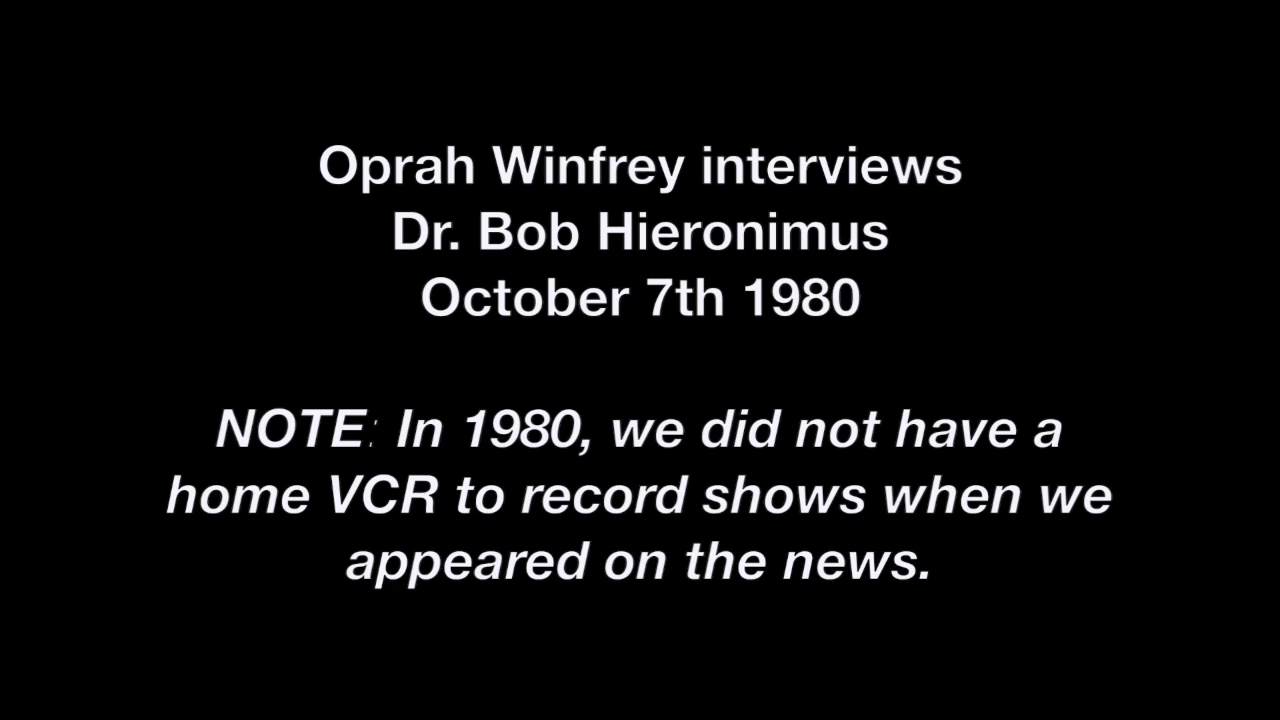 Oprah Winfrey interviews
Dr. Bob Hieronimus
October 7th 1980
NOTE: In 1980, we did not have a
home VCR to record shows when we
appeared on the news.